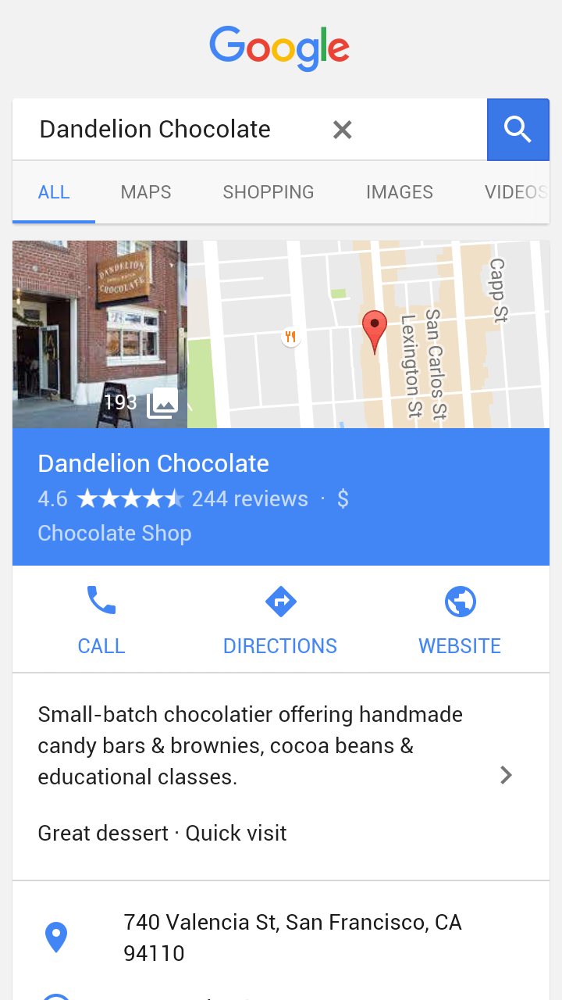 Google
Dandelion Chocolate
ALL MAPS SHOPPING IMAGES VIDEOS
DANDELION
CHOCOLATE
193
Capp St
San Carlos St
Lexington St
Dandelion Chocolate
4.6 244 reviews · $
Chocolate Shop
CALL DIRECTIONS WEBSITE
Small-batch chocolatier offering handmade
candy bars & brownies, cocoa beans &
educational classes.
Great dessert · Quick visit
740 Valencia St, San Francisco, CA
94110